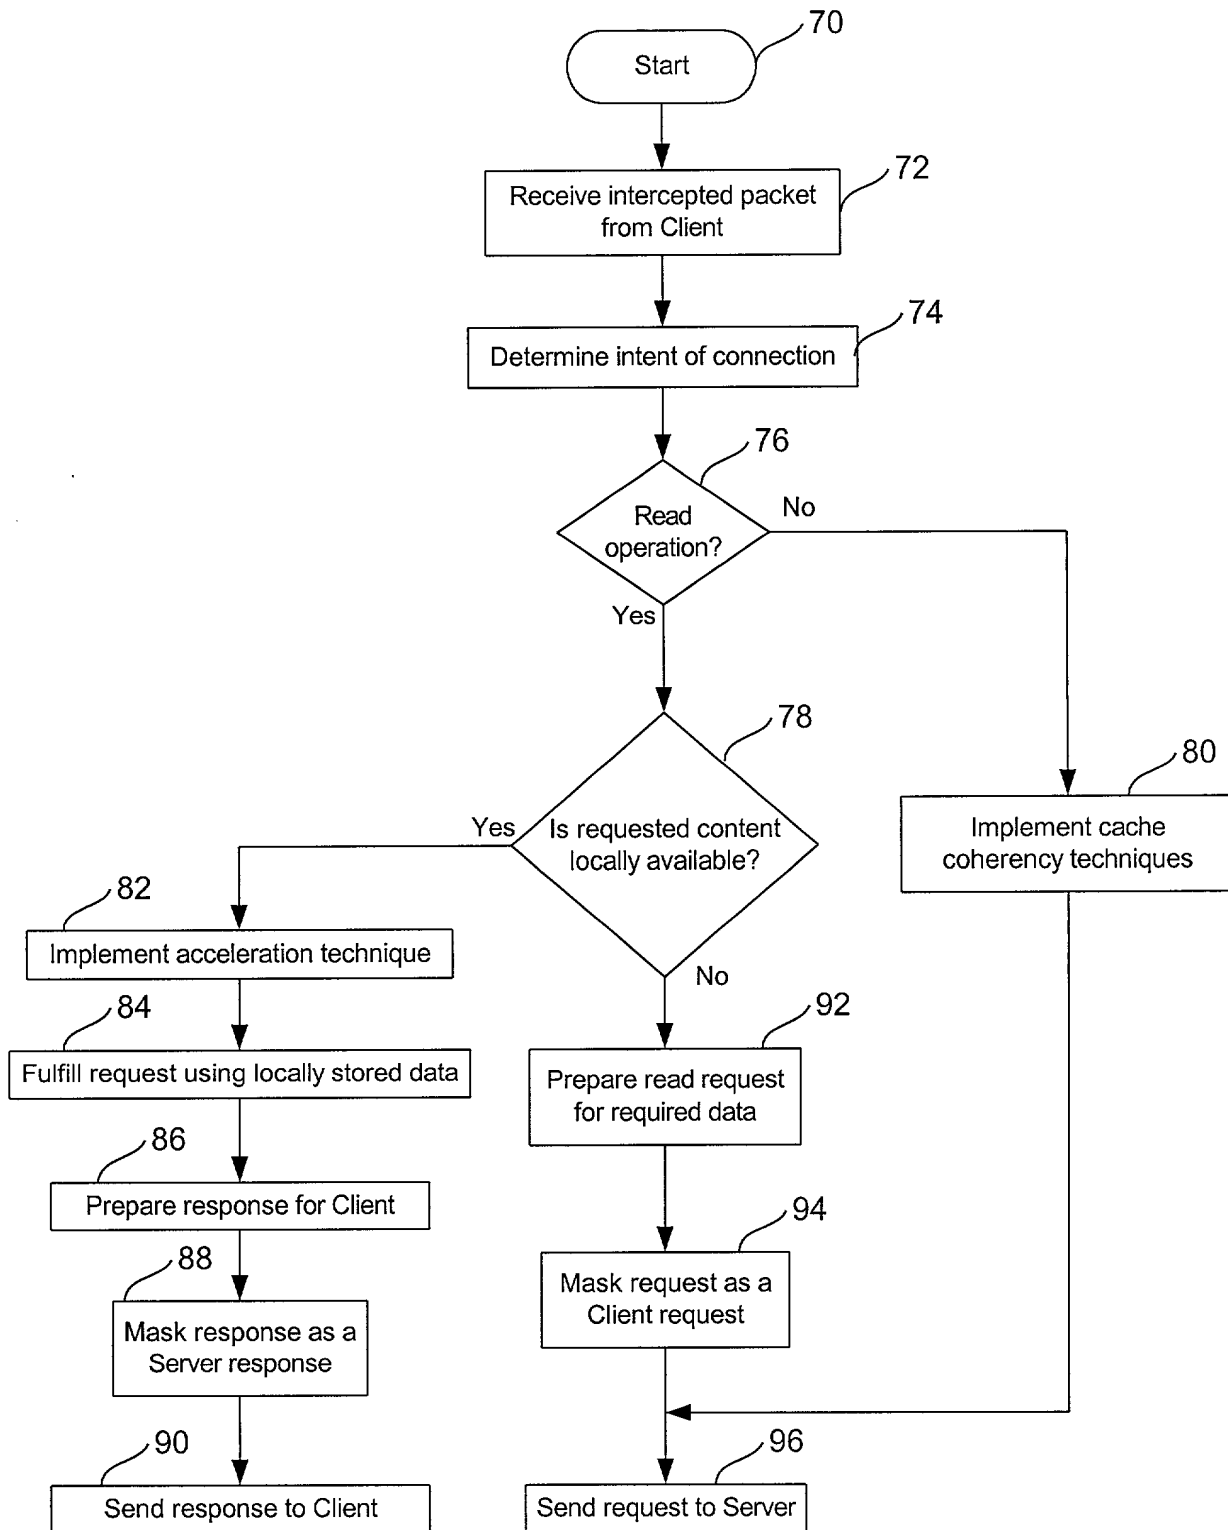 70
Start
72
Receive intercepted packet
from Client
74
Determine intent of connection
76
Read
operation?
No
Yes
78
Is requested content
locally available?
Yes
No
80
Implement cache
coherency techniques
82
Implement acceleration technique
84
Fulfill request using locally stored data
86
Prepare response for Client
88
Mask response as a
Server response
90
Send response to Client
92
Prepare read request
for required data
94
Mask request as a
Client request
96
Send request to Server